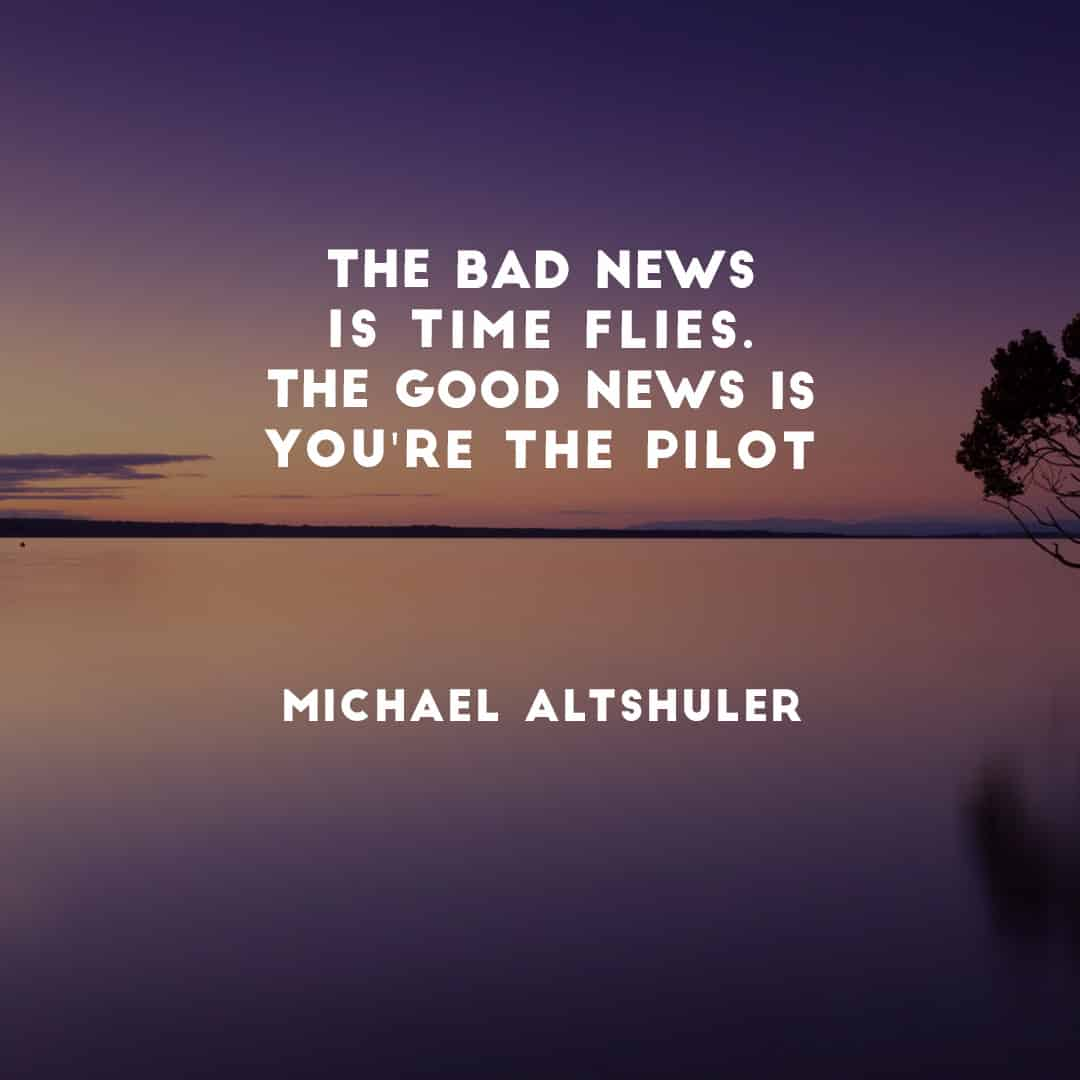 THE BAD NEWS
IS TIME FLIES.
THE GOOD NEWS IS
YOU'RE THE PILOT
MICHAEL ALTSHULER